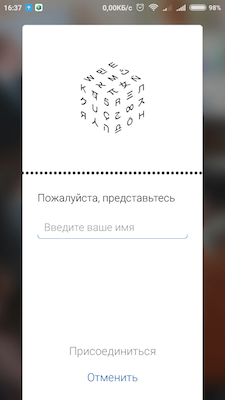 16:37
0,00КБ/с
98%
Пожалуйста, представьтесь
Введите ваше имя
Присоединиться
Отменить